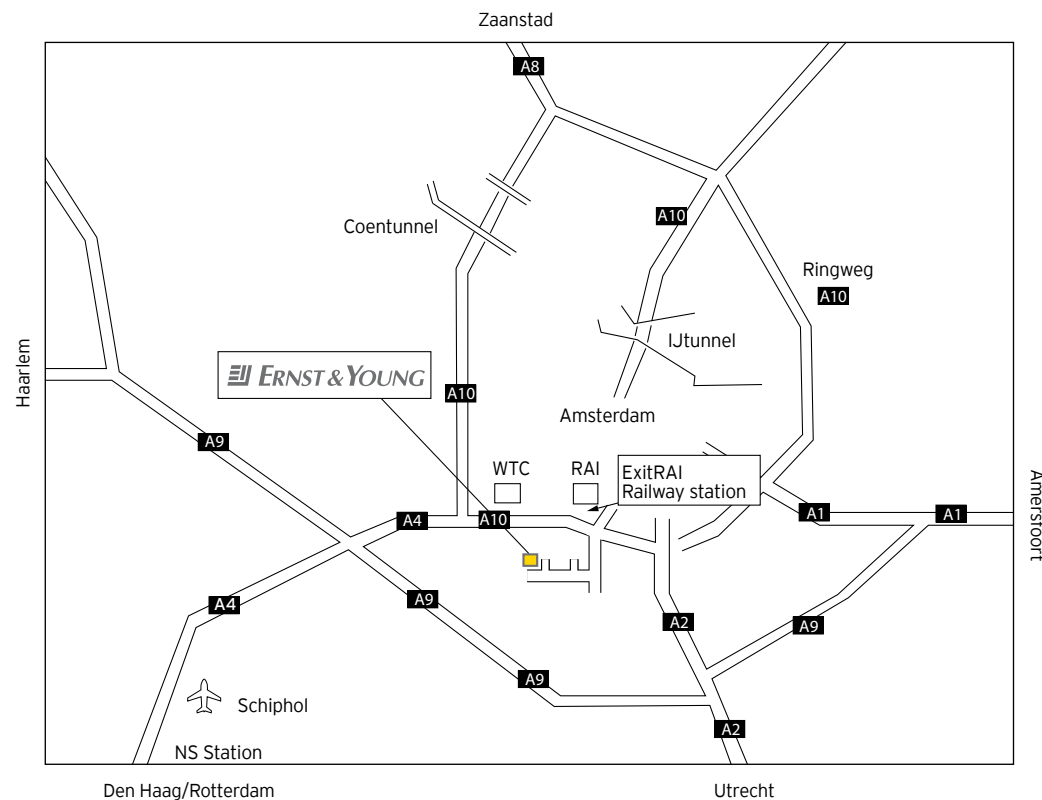 Zaanstad
A8
A10
Coentunnel
Ringweg
A10
IJtunnel
Haarlem
ERNST & YOUNG
A10
Amsterdam
A9
WTC
RAI
ExitRAI
Railway station
A4
A10
A1
A1
Amersfoort
A4
A9
A2
A9
A9
Schiphol
A2
NS Station
Den Haag/Rotterdam
Utrecht